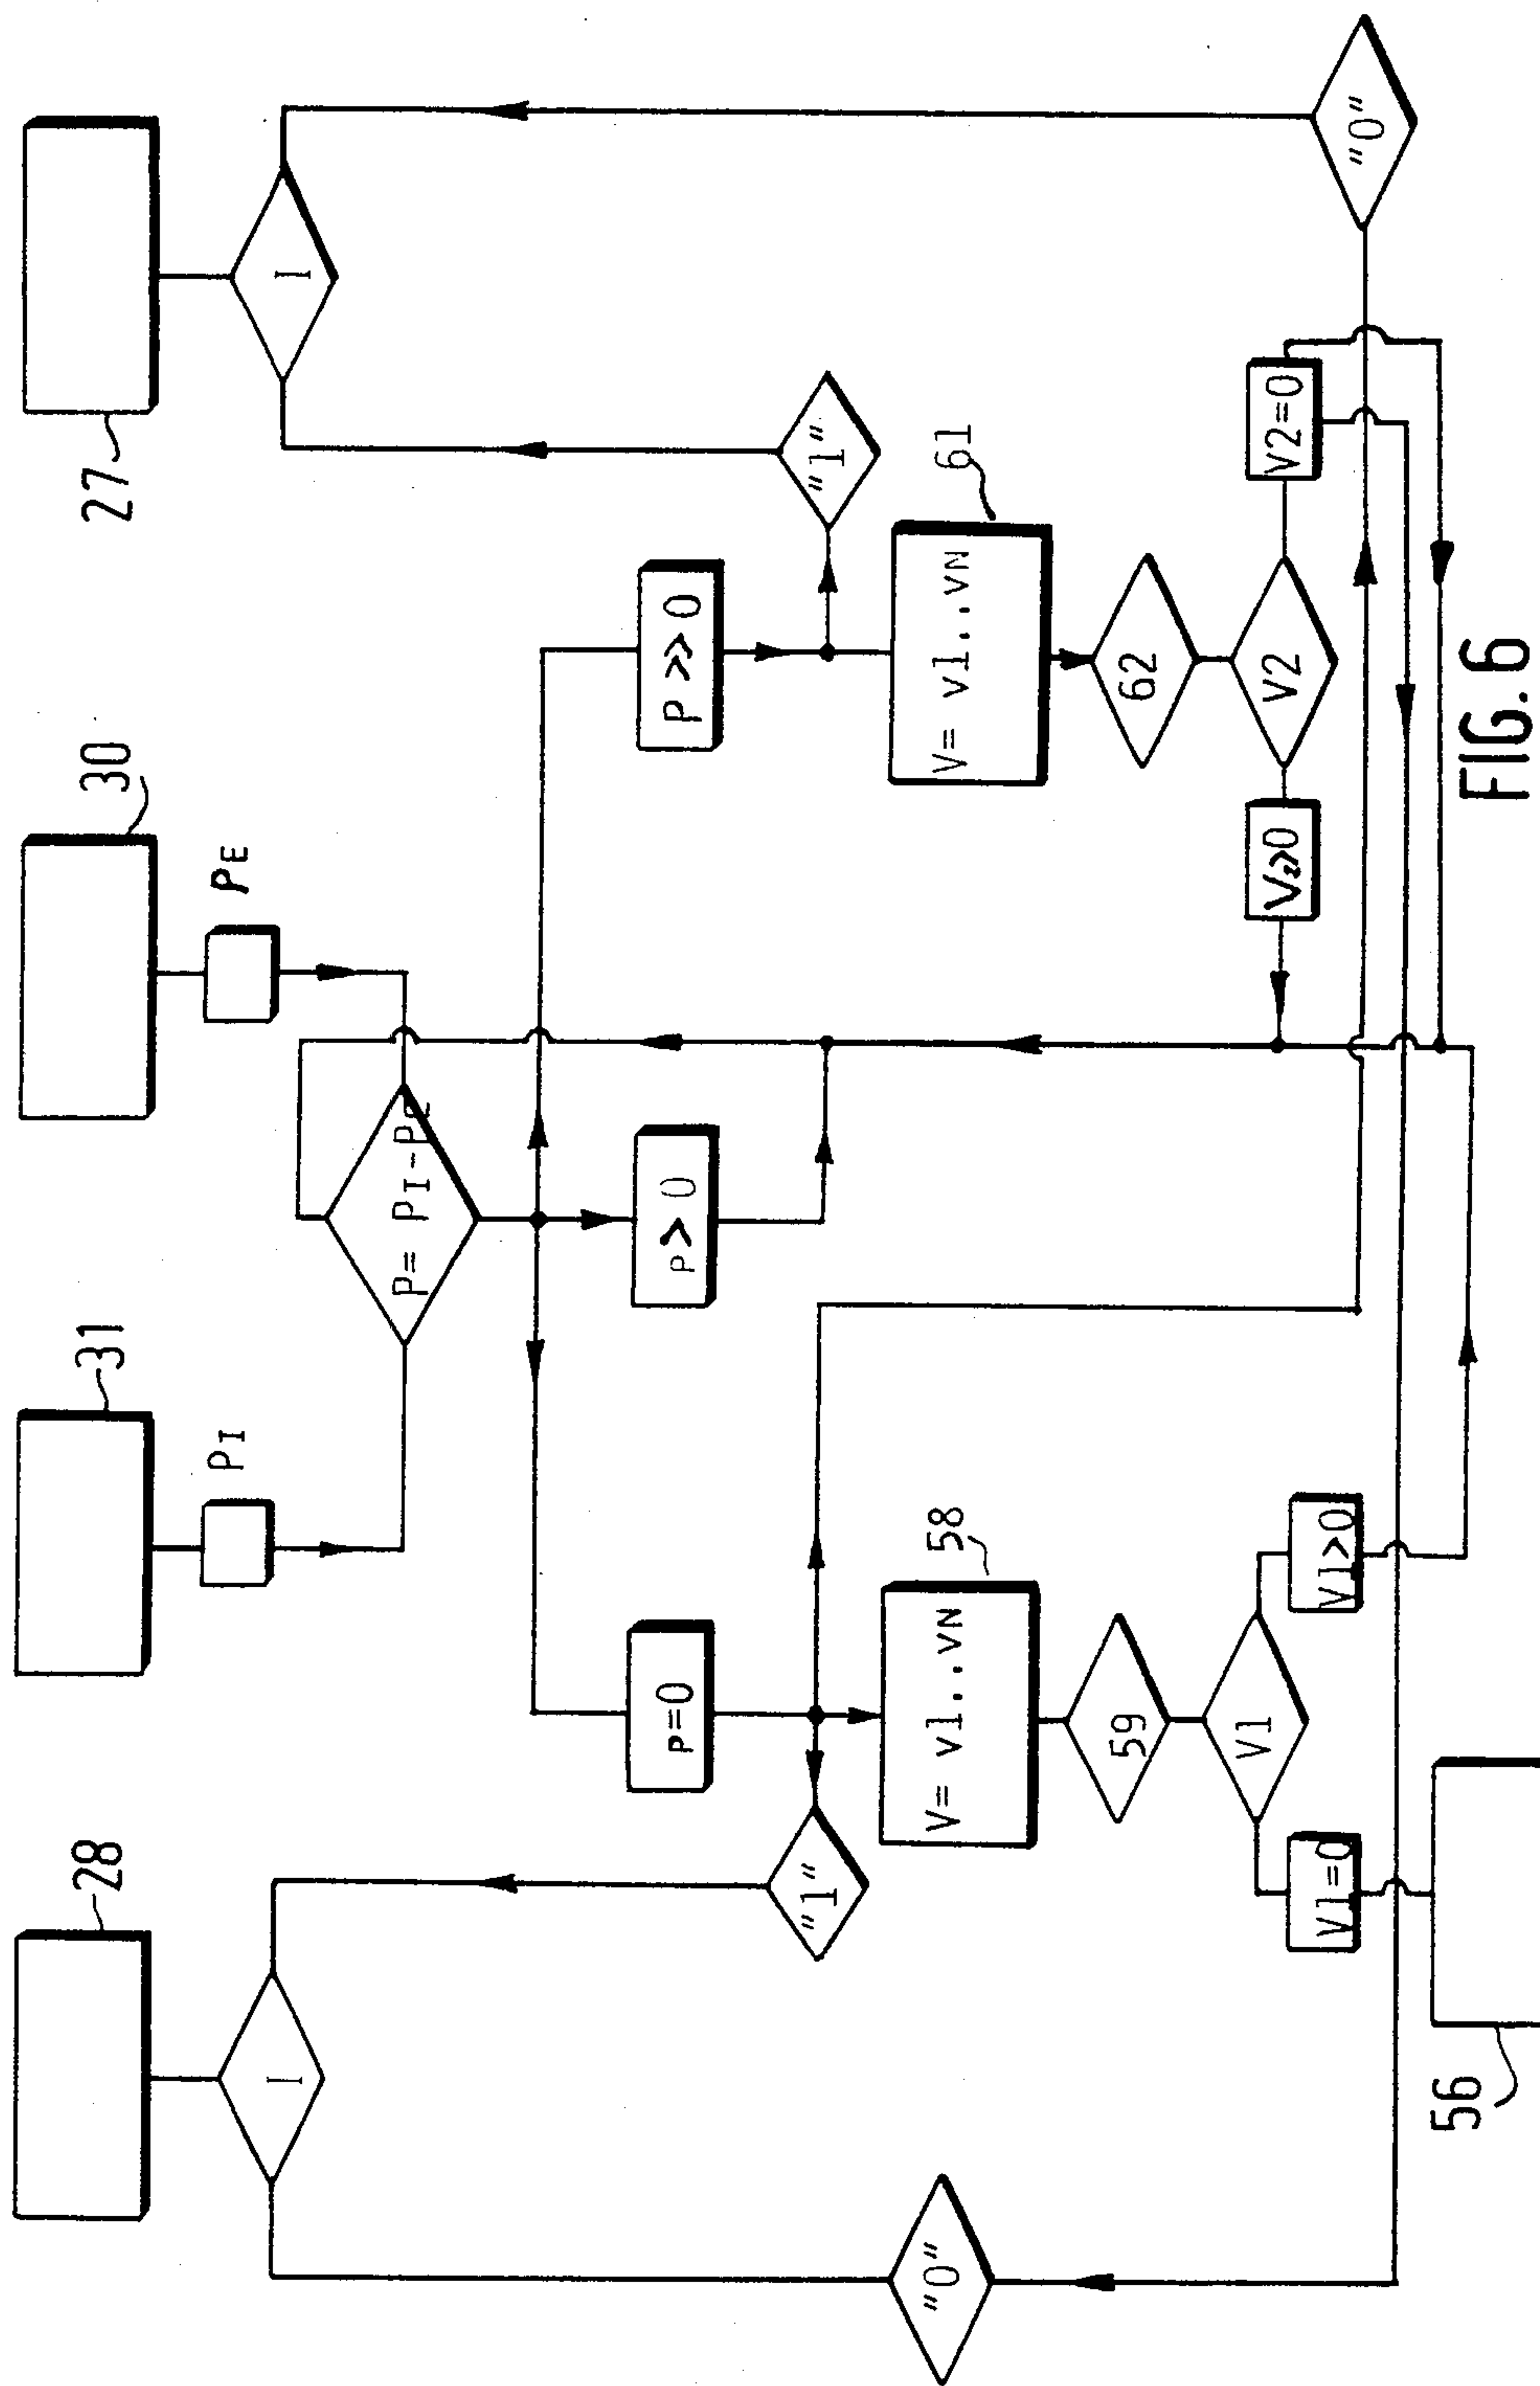 28
31
30
27
PI
PE
I
P= PI-PE
I
P=0
P> 0
P ≫ 0
"1"
"1"
V= v1..vN
58
V= v1..vN
61
"0"
59
62
V1
V2
V1=0
V1>0
V2≥0
V2=0
"0"
56
FIG. 6